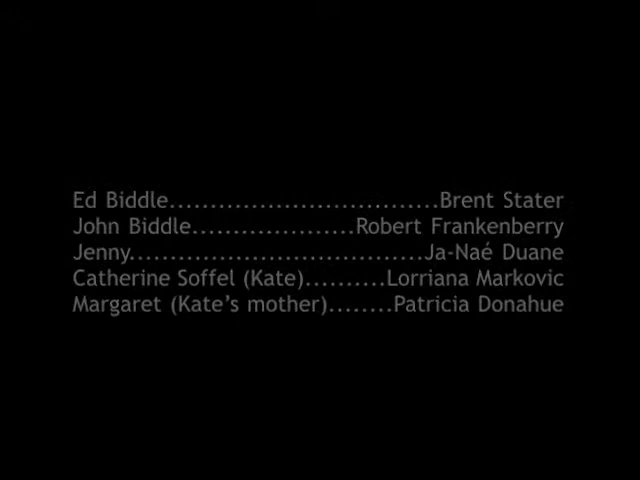 Ed Biddle.................................Brent Stater
John Biddle....................Robert Frankenberry
Jenny....................................Ja-Naé Duane
Catherine Soffel (Kate)..........Lorriana Markovic
Margaret (Kate’s mother)........Patricia Donahue